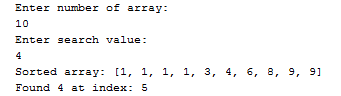 Enter number of array:
10
Enter search value:
4
Sorted array: [1, 1, 1, 1, 3, 4, 6, 8, 9, 9]
Found 4 at index: 5